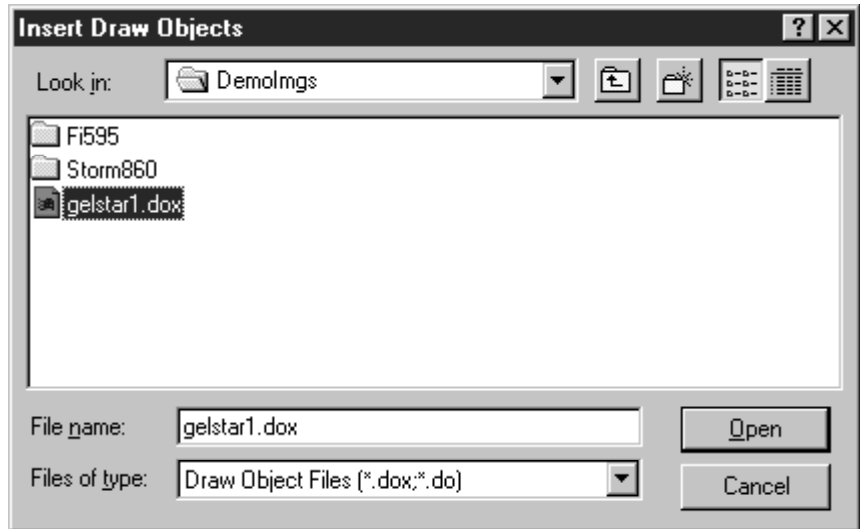 Insert Draw Objects
Look in: DemoImgs
Fi595
Storm860
gelstar1.dox
File name: gelstar1.dox Open
Files of type: Draw Object Files (*.dox;*.do) Cancel